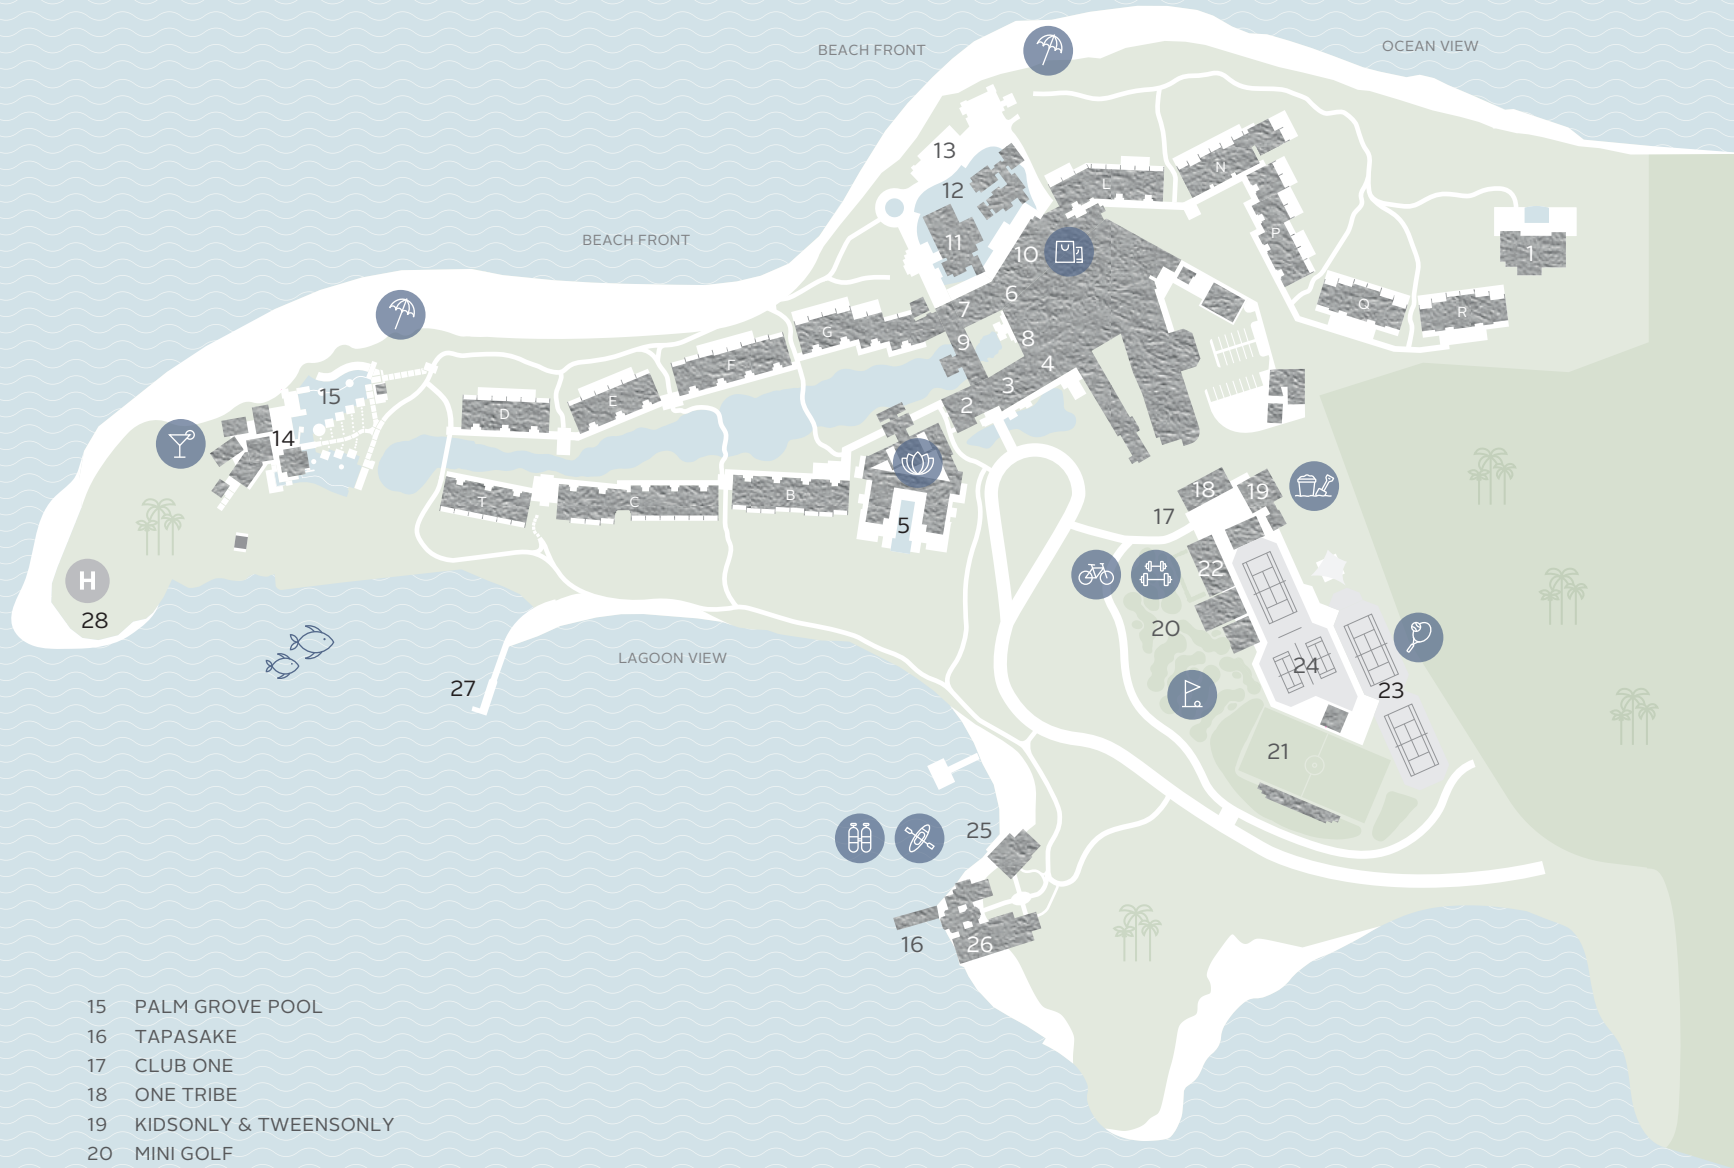 BEACH FRONT
OCEAN VIEW
13
N
12
L
BEACH FRONT
P
11
10
1
6
7
Q
R
G
8
9
F
4
3
15
E
2
D
14
18
19
T
C
B
17
5
22
H
28
20
LAGOON VIEW
24
27
23
21
25
16
26
15 PALM GROVE POOL
16 TAPASAKE
17 CLUB ONE
18 ONE TRIBE
19 KIDSONLY & TWEENSONLY
20 MINI GOLF